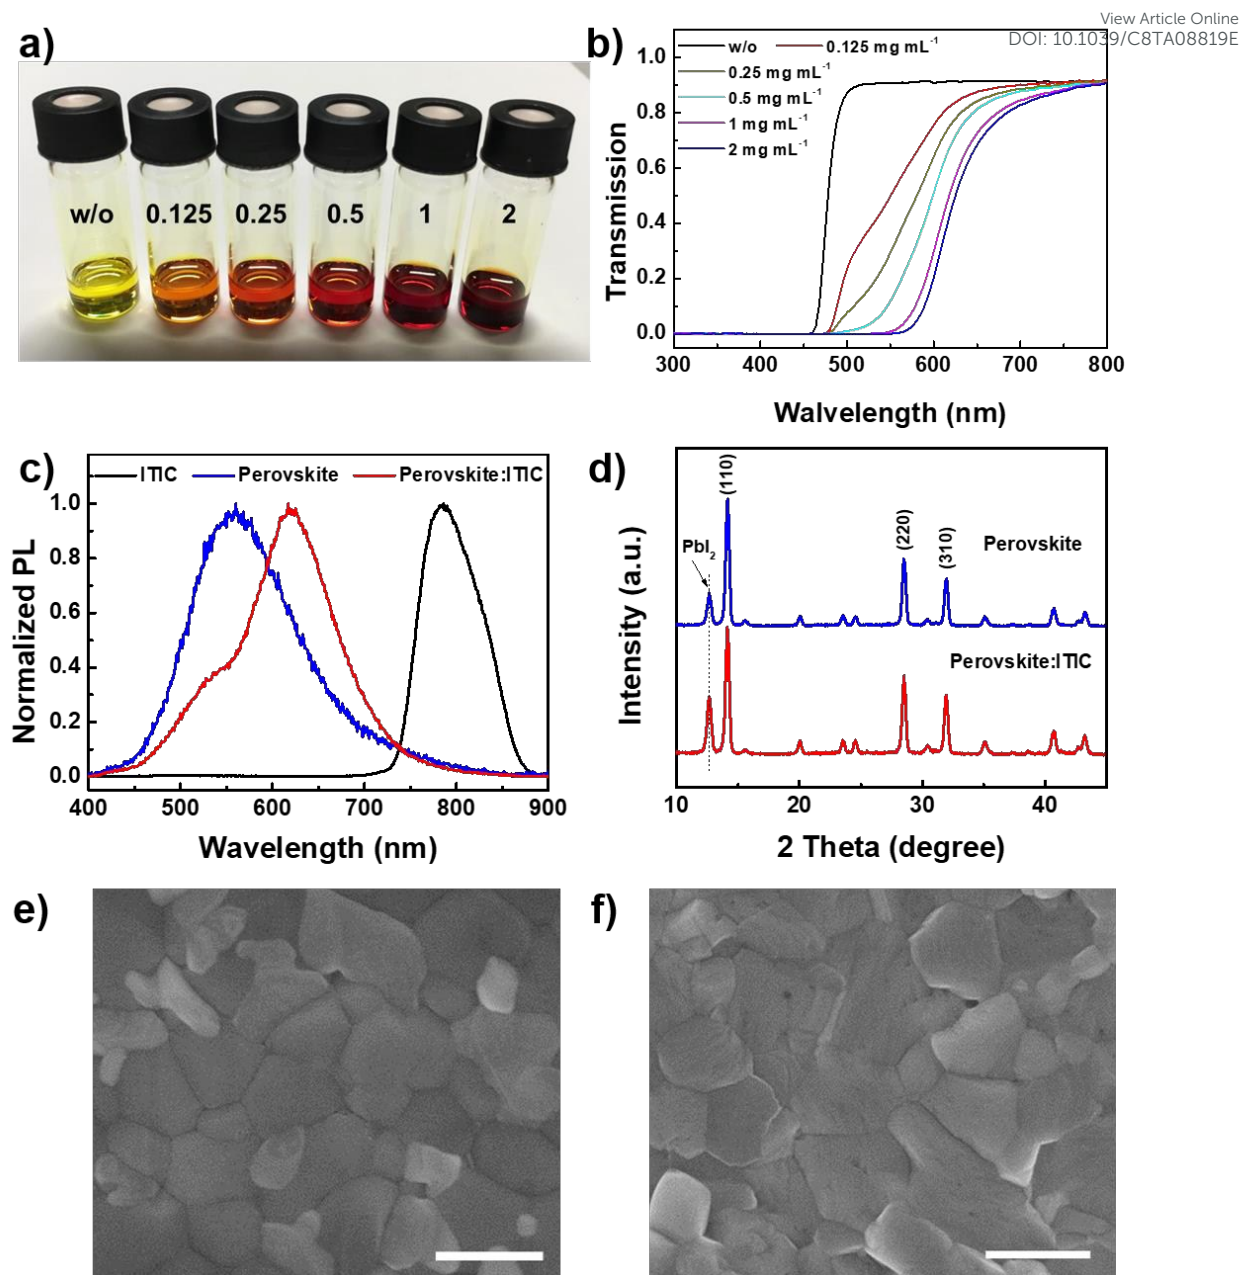 View Article Online
DOI: 10.1039/C8TA08819E
a)
w/o 0.125 0.25 0.5 1 2
b)
w/o 0.125 mg mL⁻¹
0.25 mg mL⁻¹
0.5 mg mL⁻¹
1 mg mL⁻¹
2 mg mL⁻¹
Transmission
1.0
0.8
0.6
0.4
0.2
0.0
300 400 500 600 700 800
Walvelength (nm)
c)
ITIC Perovskite Perovskite:ITIC
Normalized PL
1.0
0.8
0.6
0.4
0.2
0.0
400 500 600 700 800 900
Wavelength (nm)
d)
Intensity (a.u.)
PbI₂
(110)
(220)
(310)
Perovskite
Perovskite:ITIC
10 20 30 40
2 Theta (degree)
e)
f)